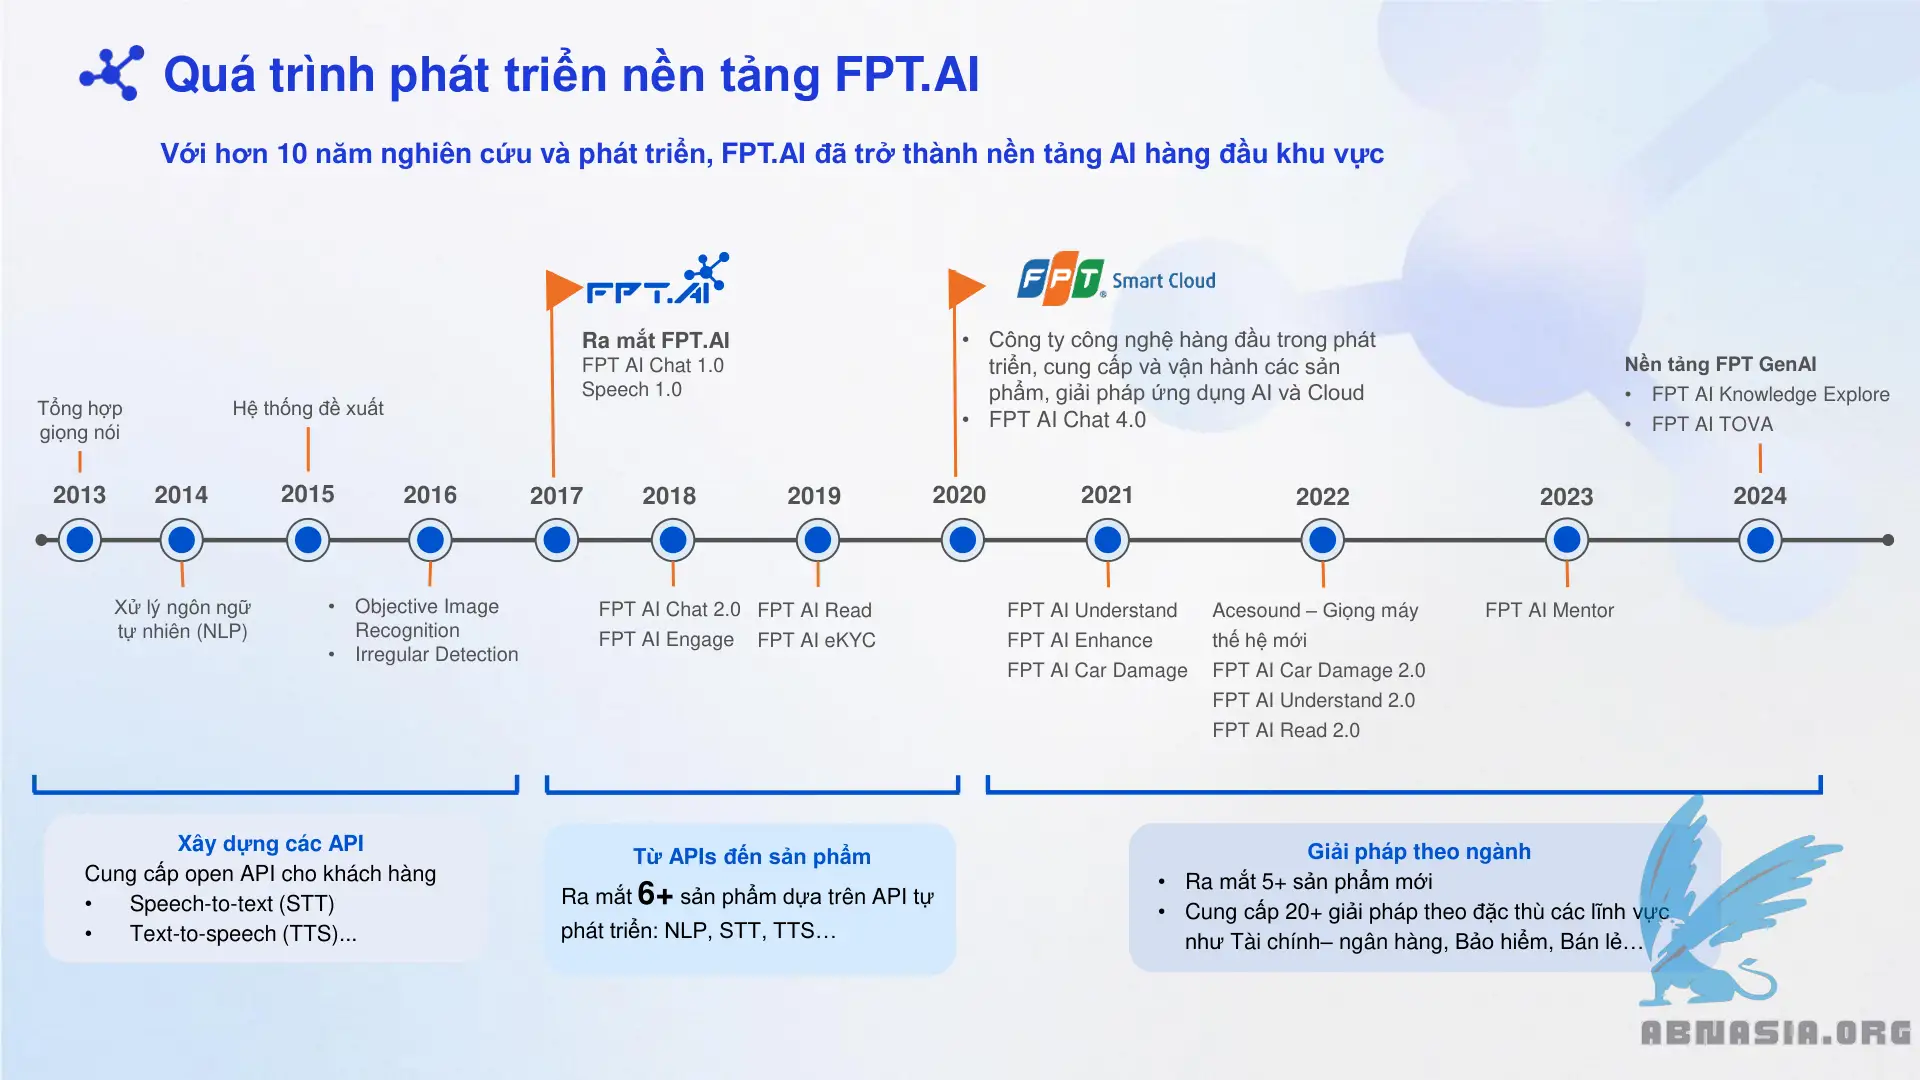 Quá trình phát triển nền tảng FPT.AI
Với hơn 10 năm nghiên cứu và phát triển, FPT.AI đã trở thành nền tảng AI hàng đầu khu vực
FPT.AI
Ra mắt FPT.AI
FPT AI Chat 1.0
Speech 1.0
FPT® Smart Cloud
• Công ty công nghệ hàng đầu trong phát
triển, cung cấp và vận hành các sản
phẩm, giải pháp ứng dụng AI và Cloud
• FPT AI Chat 4.0
Nền tảng FPT GenAI
• FPT AI Knowledge Explore
• FPT AI TOVA
Tổng hợp
giọng nói
Hệ thống đề xuất
2013 2014 2015 2016 2017 2018 2019 2020 2021 2022 2023 2024
Xử lý ngôn ngữ
tự nhiên (NLP)
• Objective Image
Recognition
• Irregular Detection
FPT AI Chat 2.0
FPT AI Engage
FPT AI Read
FPT AI eKYC
FPT AI Understand
FPT AI Enhance
FPT AI Car Damage
Acesound – Giọng máy
thế hệ mới
FPT AI Car Damage 2.0
FPT AI Understand 2.0
FPT AI Read 2.0
FPT AI Mentor
Xây dựng các API
Cung cấp open API cho khách hàng
• Speech-to-text (STT)
• Text-to-speech (TTS)...
Từ APIs đến sản phẩm
Ra mắt 6+ sản phẩm dựa trên API tự
phát triển: NLP, STT, TTS…
Giải pháp theo ngành
• Ra mắt 5+ sản phẩm mới
• Cung cấp 20+ giải pháp theo đặc thù các lĩnh vực
như Tài chính– ngân hàng, Bảo hiểm, Bán lẻ…
ABNASIA.ORG